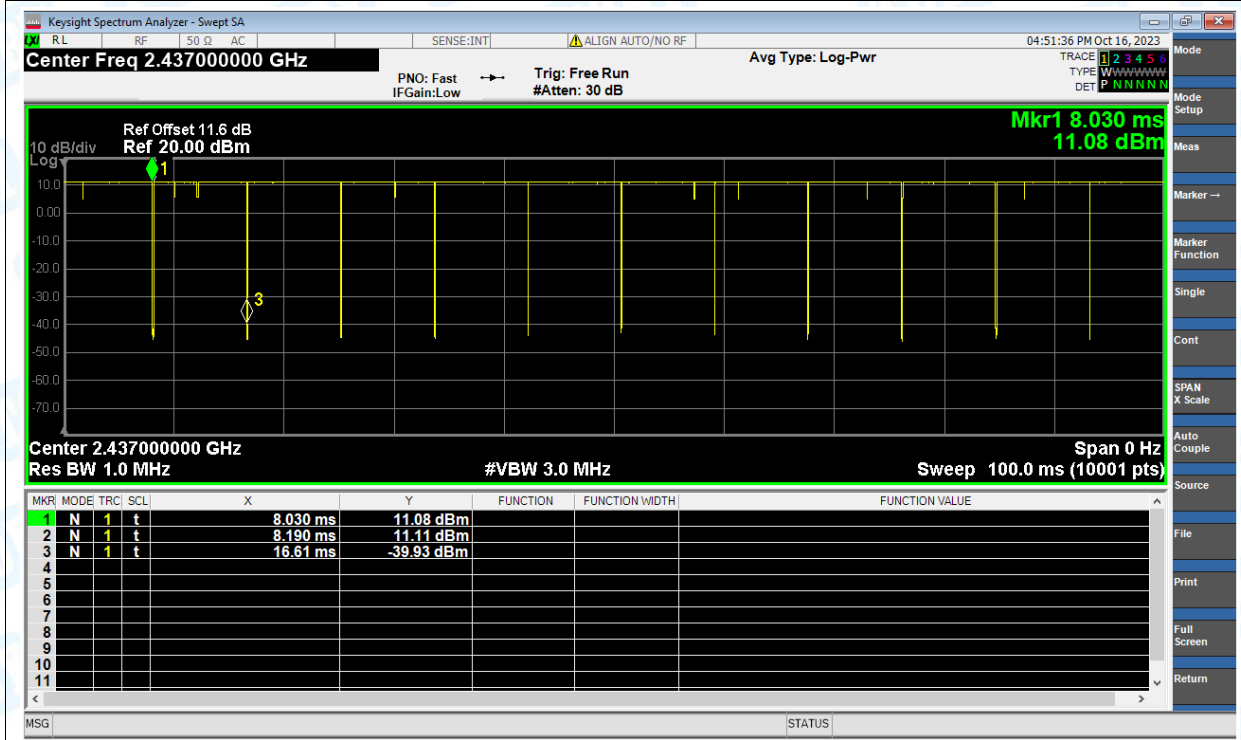 Keysight Spectrum Analyzer - Swept SA
LXI RL RF 50 Ω AC SENSE:INT ALIGN AUTO/NO RF 04:51:36 PM Oct 16, 2023
Center Freq 2.437000000 GHz
Avg Type: Log-Pwr
TRACE 1 2 3 4 5 6
TYPE WWWWWW
DET P N N N N N
PNO: Fast
IFGain:Low
Trig: Free Run
#Atten: 30 dB
Mkr1 8.030 ms
11.08 dBm
Ref Offset 11.6 dB
10 dB/div Ref 20.00 dBm
Log
1
10.0
0.00
-10.0
-20.0
-30.0
3
-40.0
-50.0
-60.0
-70.0
Center 2.437000000 GHz Span 0 Hz
Res BW 1.0 MHz #VBW 3.0 MHz Sweep 100.0 ms (10001 pts)
MKR MODE TRC SCL X Y FUNCTION FUNCTION WIDTH FUNCTION VALUE
1 N 1 t 8.030 ms 11.08 dBm
2 N 1 t 8.190 ms 11.11 dBm
3 N 1 t 16.61 ms -39.93 dBm
4
5
6
7
8
9
10
11
MSG STATUS
Mode
Mode
Setup
Meas
Marker →
Marker
Function
Single
Cont
SPAN
X Scale
Auto
Couple
Source
File
Print
Full
Screen
Return